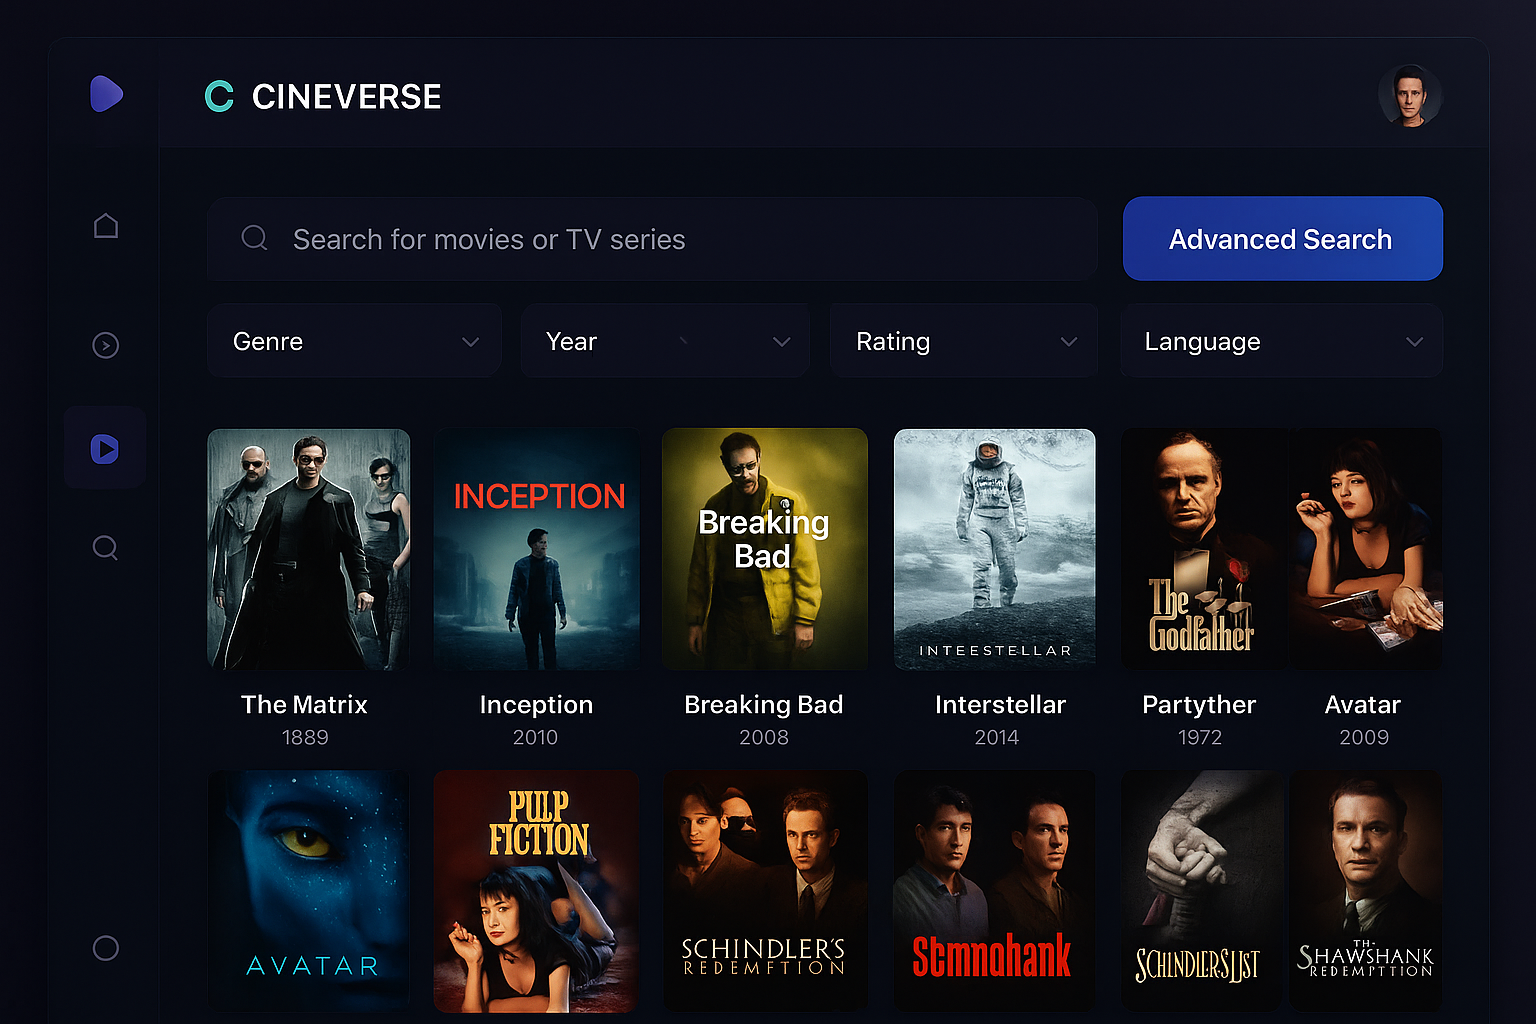 CINEVERSE
Search for movies or TV series
Advanced Search
Genre
Year
Rating
Language
INCEPTION
Breaking
Bad
INTEESTELLAR
The
Godfather
The Matrix
1889
Inception
2010
Breaking Bad
2008
Interstellar
2014
Partyther
1972
Avatar
2009
AVATAR
PULP
FICTION
SCHINDLER'S
REDEMFTION
Stmnohank
SCHINDLERSLIST
TH-
SHAWSHANK
REDEMPTTION